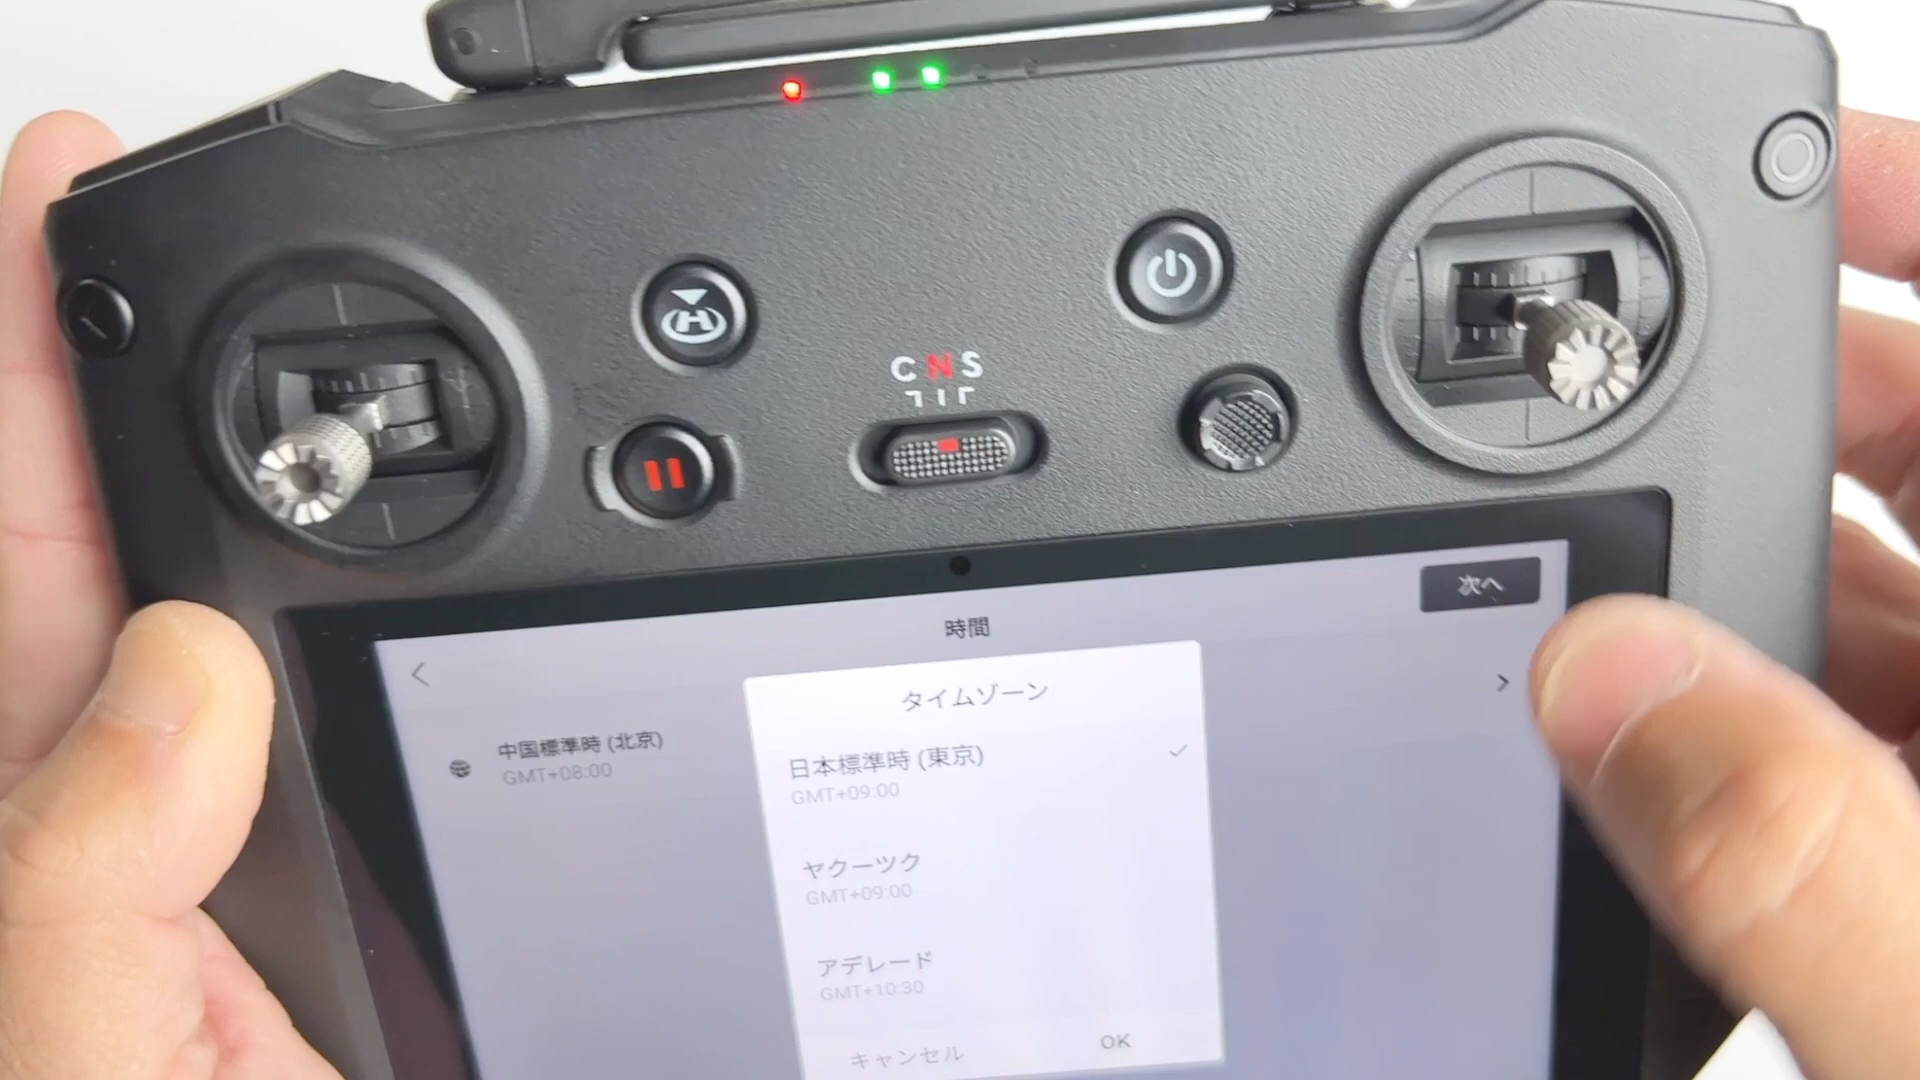 H
C N S
次へ
時間
タイムゾーン
中国標準時 (北京)
GMT+08:00
日本標準時 (東京)
GMT+09:00
ヤクーツク
GMT+09:00
アデレード
GMT+10:30
キャンセル
OK